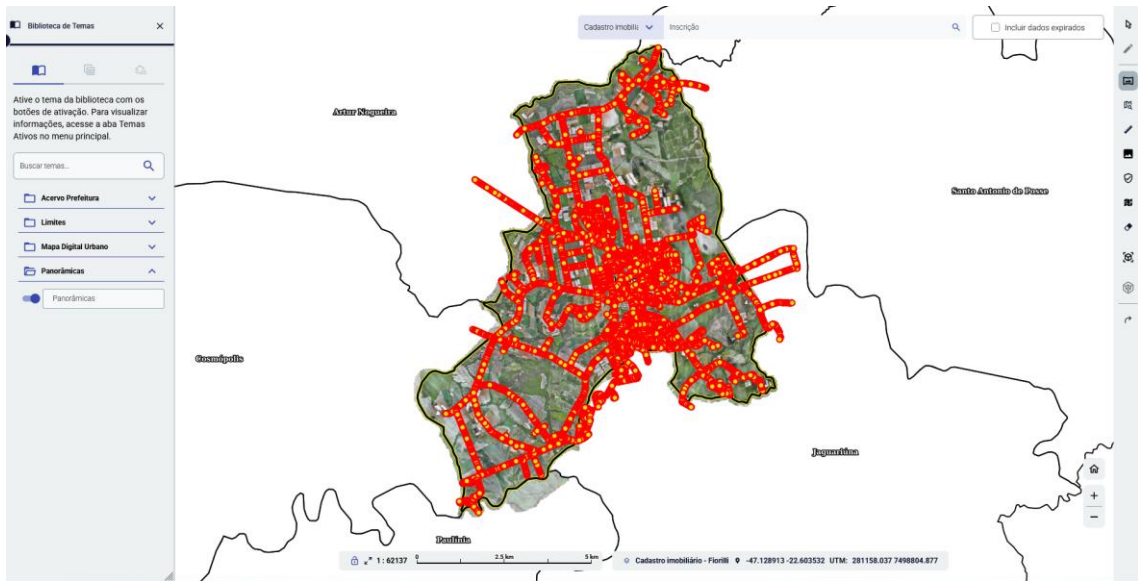 Biblioteca de Temas
Cadastro imobili:
Inscrição
Incluir dados expirados
Ative o tema da biblioteca com os
botões de ativação. Para visualizar
informações, acesse a aba Temas
Ativos no menu principal.
Buscar temas...
Acervo Prefeitura
Limites
Mapa Digital Urbano
Panorâmicas
Panorâmicas
Artur Nogueira
Santo Antonio de Posse
Cosmópolis
Jaguariúna
Paulínia
1 : 62137
0
2.5 km
5 km
Cadastro imobiliário - Fiorilli
-47.128913 -22.603532 UTM: 281158.037 7498804.877